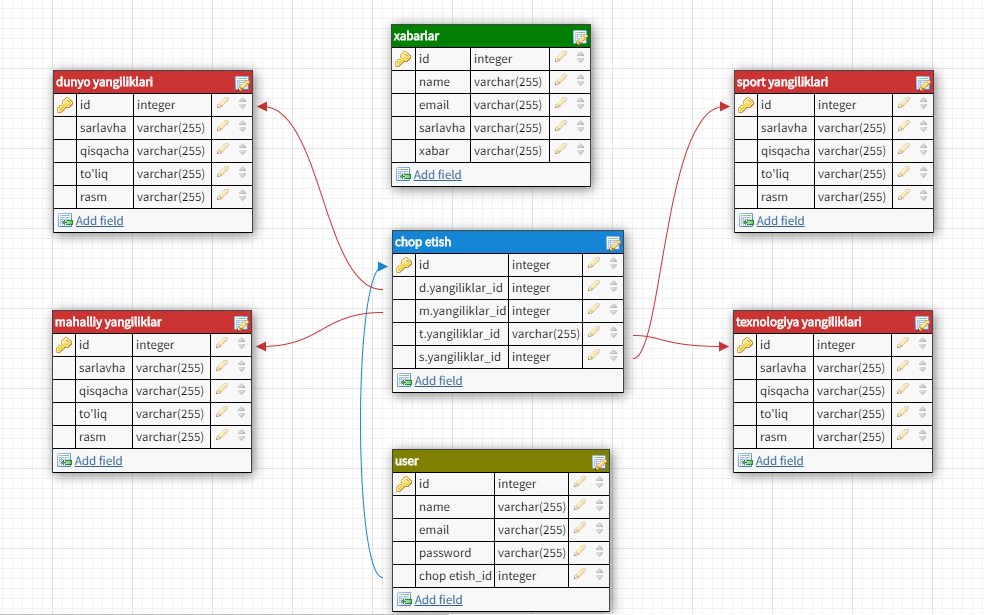 xabarlar
id integer
name varchar(255)
email varchar(255)
sarlavha varchar(255)
xabar varchar(255)
Add field
dunyo yangiliklari
id integer
sarlavha varchar(255)
qisqacha varchar(255)
to'liq varchar(255)
rasm varchar(255)
Add field
sport yangiliklari
id integer
sarlavha varchar(255)
qisqacha varchar(255)
to'liq varchar(255)
rasm varchar(255)
Add field
chop etish
id integer
d.yangiliklar_id integer
m.yangiliklar_id integer
t.yangiliklar_id varchar(255)
s.yangiliklar_id integer
Add field
mahalliy yangiliklar
id integer
sarlavha varchar(255)
qisqacha varchar(255)
to'liq varchar(255)
rasm varchar(255)
Add field
texnologiya yangiliklari
id integer
sarlavha varchar(255)
qisqacha varchar(255)
to'liq varchar(255)
rasm varchar(255)
Add field
user
id integer
name varchar(255)
email varchar(255)
password varchar(255)
chop etish_id integer
Add field